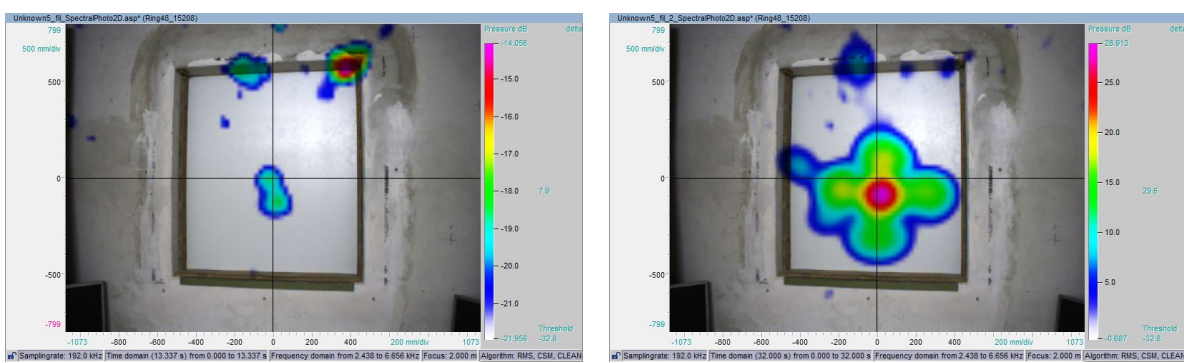 Unknown5_fil_SpectralPhoto2D.asp* (Ring48_15208)
799
500 mm/div
500
0
-500
-799
-1073
-800
-600
-400
-200
0
200
400
200 mm/div
1073
Pressure dB
delta
-14.056
-15.0
-16.0
-17.0
-18.0
7.9
-19.0
-20.0
-21.0
-21.956
Threshold
-32.8
Samplingrate: 192.0 kHz
Time domain (13.337 s) from 0.000 to 13.337 s
Frequency domain from 2.438 to 6.656 kHz
Focus: 2.000 m
Algorithm: RMS, CSM, CLEAN-
Unknown5_fil_2_SpectralPhoto2D.asp* (Ring48_15208)
799
500 mm/div
500
0
-500
-799
-1073
-800
-600
-400
-200
0
200
400
200 mm/div
1073
Pressure dB
delta
28.913
25.0
20.0
29.6
15.0
10.0
5.0
-0.687
Threshold
-32.8
Samplingrate: 192.0 kHz
Time domain (32.000 s) from 0.000 to 32.000 s
Frequency domain from 2.438 to 6.656 kHz
Focus: 2.000 m
Algorithm: RMS, CSM, CLEAN